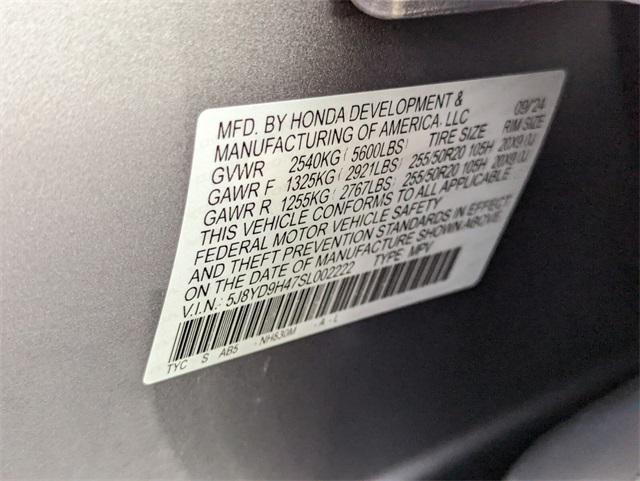 MFD. BY HONDA DEVELOPMENT & 09/24
MANUFACTURING OF AMERICA, LLC
GVWR 2540KG ( 5600LBS) TIRE SIZE RIM SIZE
GAWR F 1325KG ( 2921LBS) 255/50R20 105H 20X9.0J
GAWR R 1255KG ( 2767LBS) 255/50R20 105H 20X9.0J
THIS VEHICLE CONFORMS TO ALL APPLICABLE
FEDERAL MOTOR VEHICLE SAFETY
AND THEFT PREVENTION STANDARDS IN EFFECT
ON THE DATE OF MANUFACTURE SHOWN ABOVE.
V.I.N.: 5J8YD9H47SL002222 TYPE: MPV
TYC S AB5 - NH830M - A - L